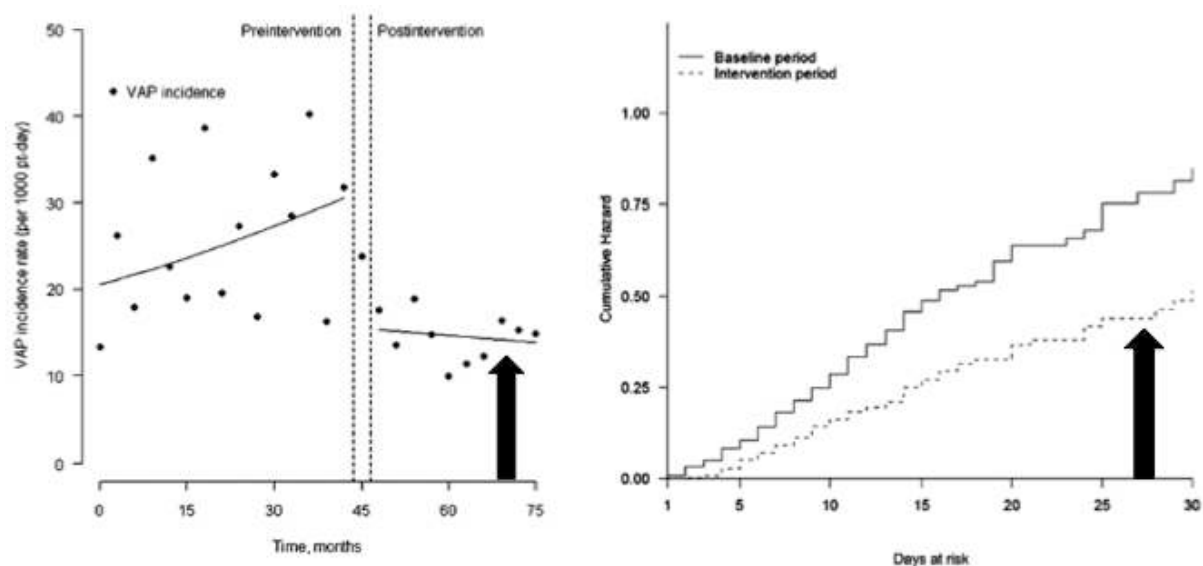 50
40
30
20
10
0
VAP incidence rate (per 1000 pt-day)
Preintervention
Postintervention
VAP incidence
0 15 30 45 60 75
Time, months
Baseline period
Intervention period
1.00
0.75
0.50
0.25
0.00
Cumulative Hazard
1 5 10 15 20 25 30
Days at risk